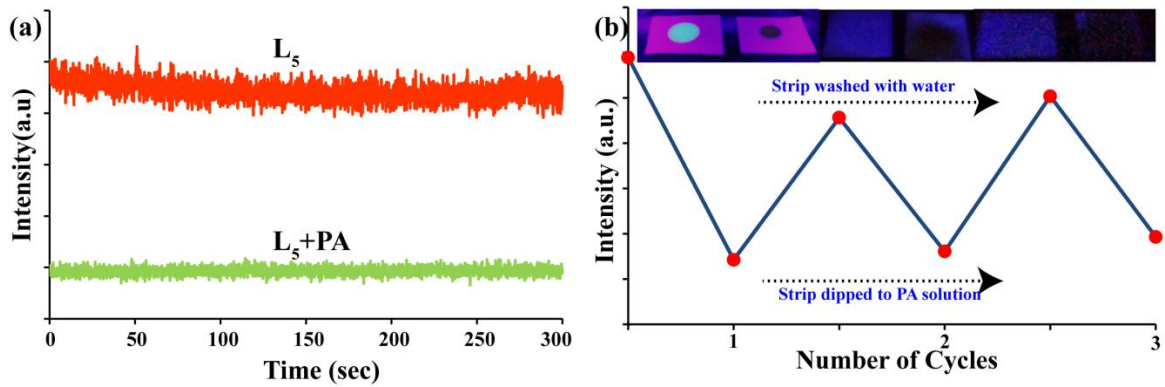 (a)
L5
L5+PA
Intensity(a.u)
0 50 100 150 200 250 300
Time (sec)
(b)
Strip washed with water
Strip dipped to PA solution
Intensity (a.u.)
1 2 3
Number of Cycles